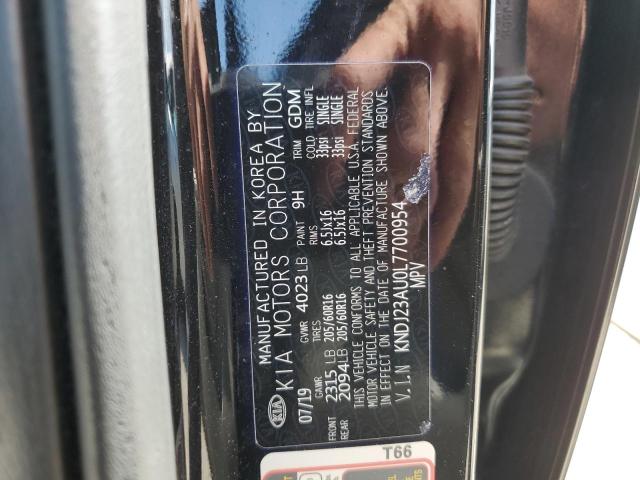 MANUFACTURED IN KOREA BY
KIA KIA MOTORS CORPORATION
07/19 GVWR 4023 LB PAINT 9H TRIM GDM
GAWR TIRES RIMS COLD TIRE INFL
FRONT 2315 LB 205/60R16 6.5Jx16 33psi SINGLE
REAR 2094LB 205/60R16 6.5Jx16 33psi SINGLE
THIS VEHICLE CONFORMS TO ALL APPLICABLE U.S.A. FEDERAL
MOTOR VEHICLE SAFETY AND THEFT PREVENTION STANDARDS
IN EFFECT ON THE DATE OF MANUFACTURE SHOWN ABOVE.
V.I.N KNDJ23AU0L7700954
MPV
T66